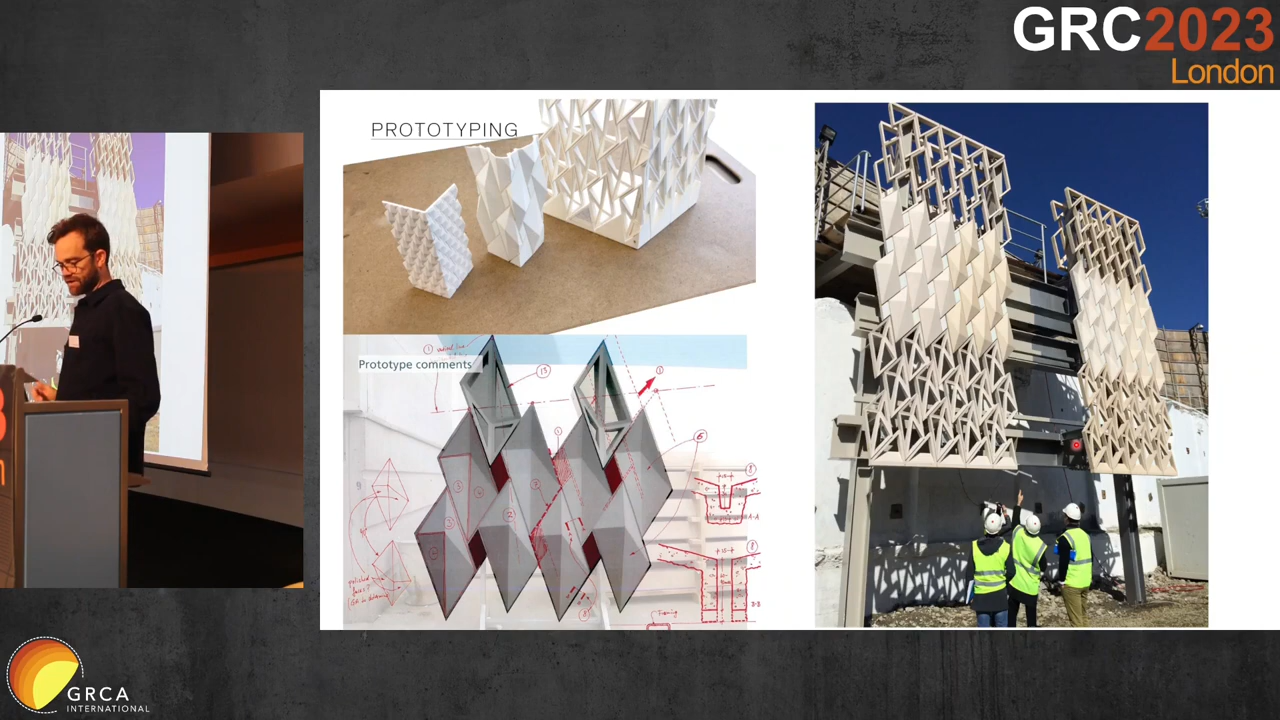 GRC2023
London
PROTOTYPING
Prototype comments
GRCA
INTERNATIONAL